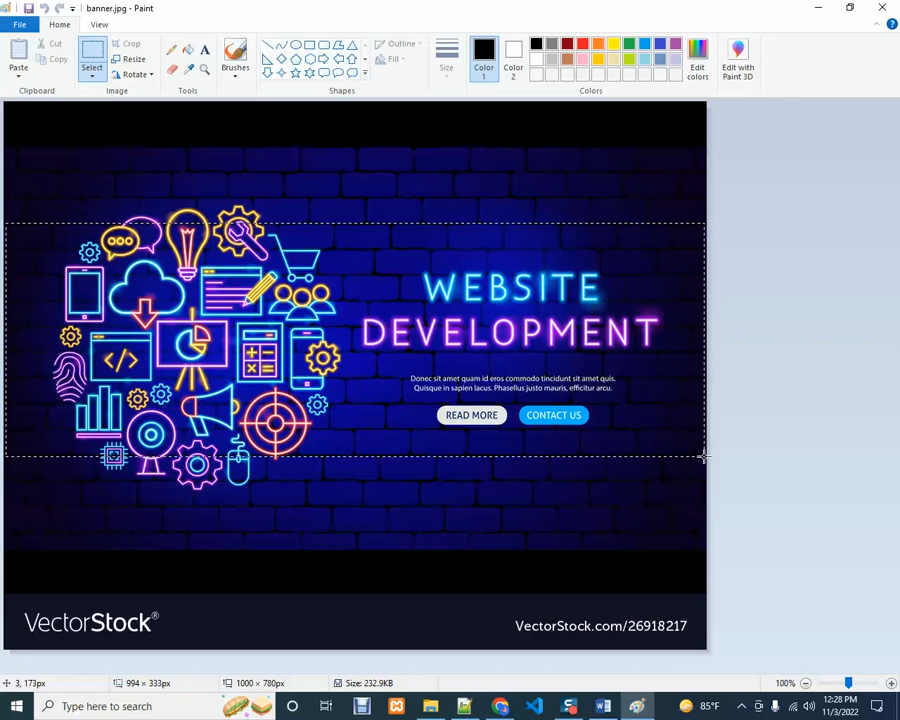 banner.jpg - Paint
File
Home
View
Paste
Cut
Copy
Clipboard
Select
Crop
Resize
Rotate
Image
A
Tools
Brushes
Outline
Fill
Shapes
Size
Color 1
Color 2
Edit colors
Colors
Edit with Paint 3D
WEBSITE
DEVELOPMENT
Donec sit amet quam id eros commodo tincidunt sit amet quis.
Quisque in sapien lacus. Phasellus justo mauris, efficitur arcu.
READ MORE
CONTACT US
</>
VectorStock®
VectorStock.com/26918217
3, 173px
994 × 333px
1000 × 780px
Size: 232.9KB
100%
Type here to search
85°F
12:28 PM
11/3/2022